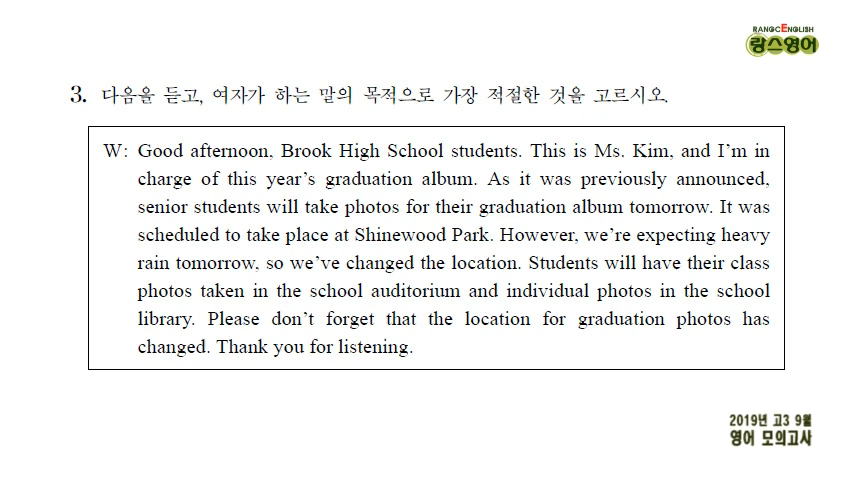 RANGCENGLISH
랑스영어
3. 다음을 듣고, 여자가 하는 말의 목적으로 가장 적절한 것을 고르시오.
W: Good afternoon, Brook High School students. This is Ms. Kim, and I'm in
charge of this year's graduation album. As it was previously announced,
senior students will take photos for their graduation album tomorrow. It was
scheduled to take place at Shinewood Park. However, we're expecting heavy
rain tomorrow, so we've changed the location. Students will have their class
photos taken in the school auditorium and individual photos in the school
library. Please don't forget that the location for graduation photos has
changed. Thank you for listening.
2019년 고3 9월
영어 모의고사